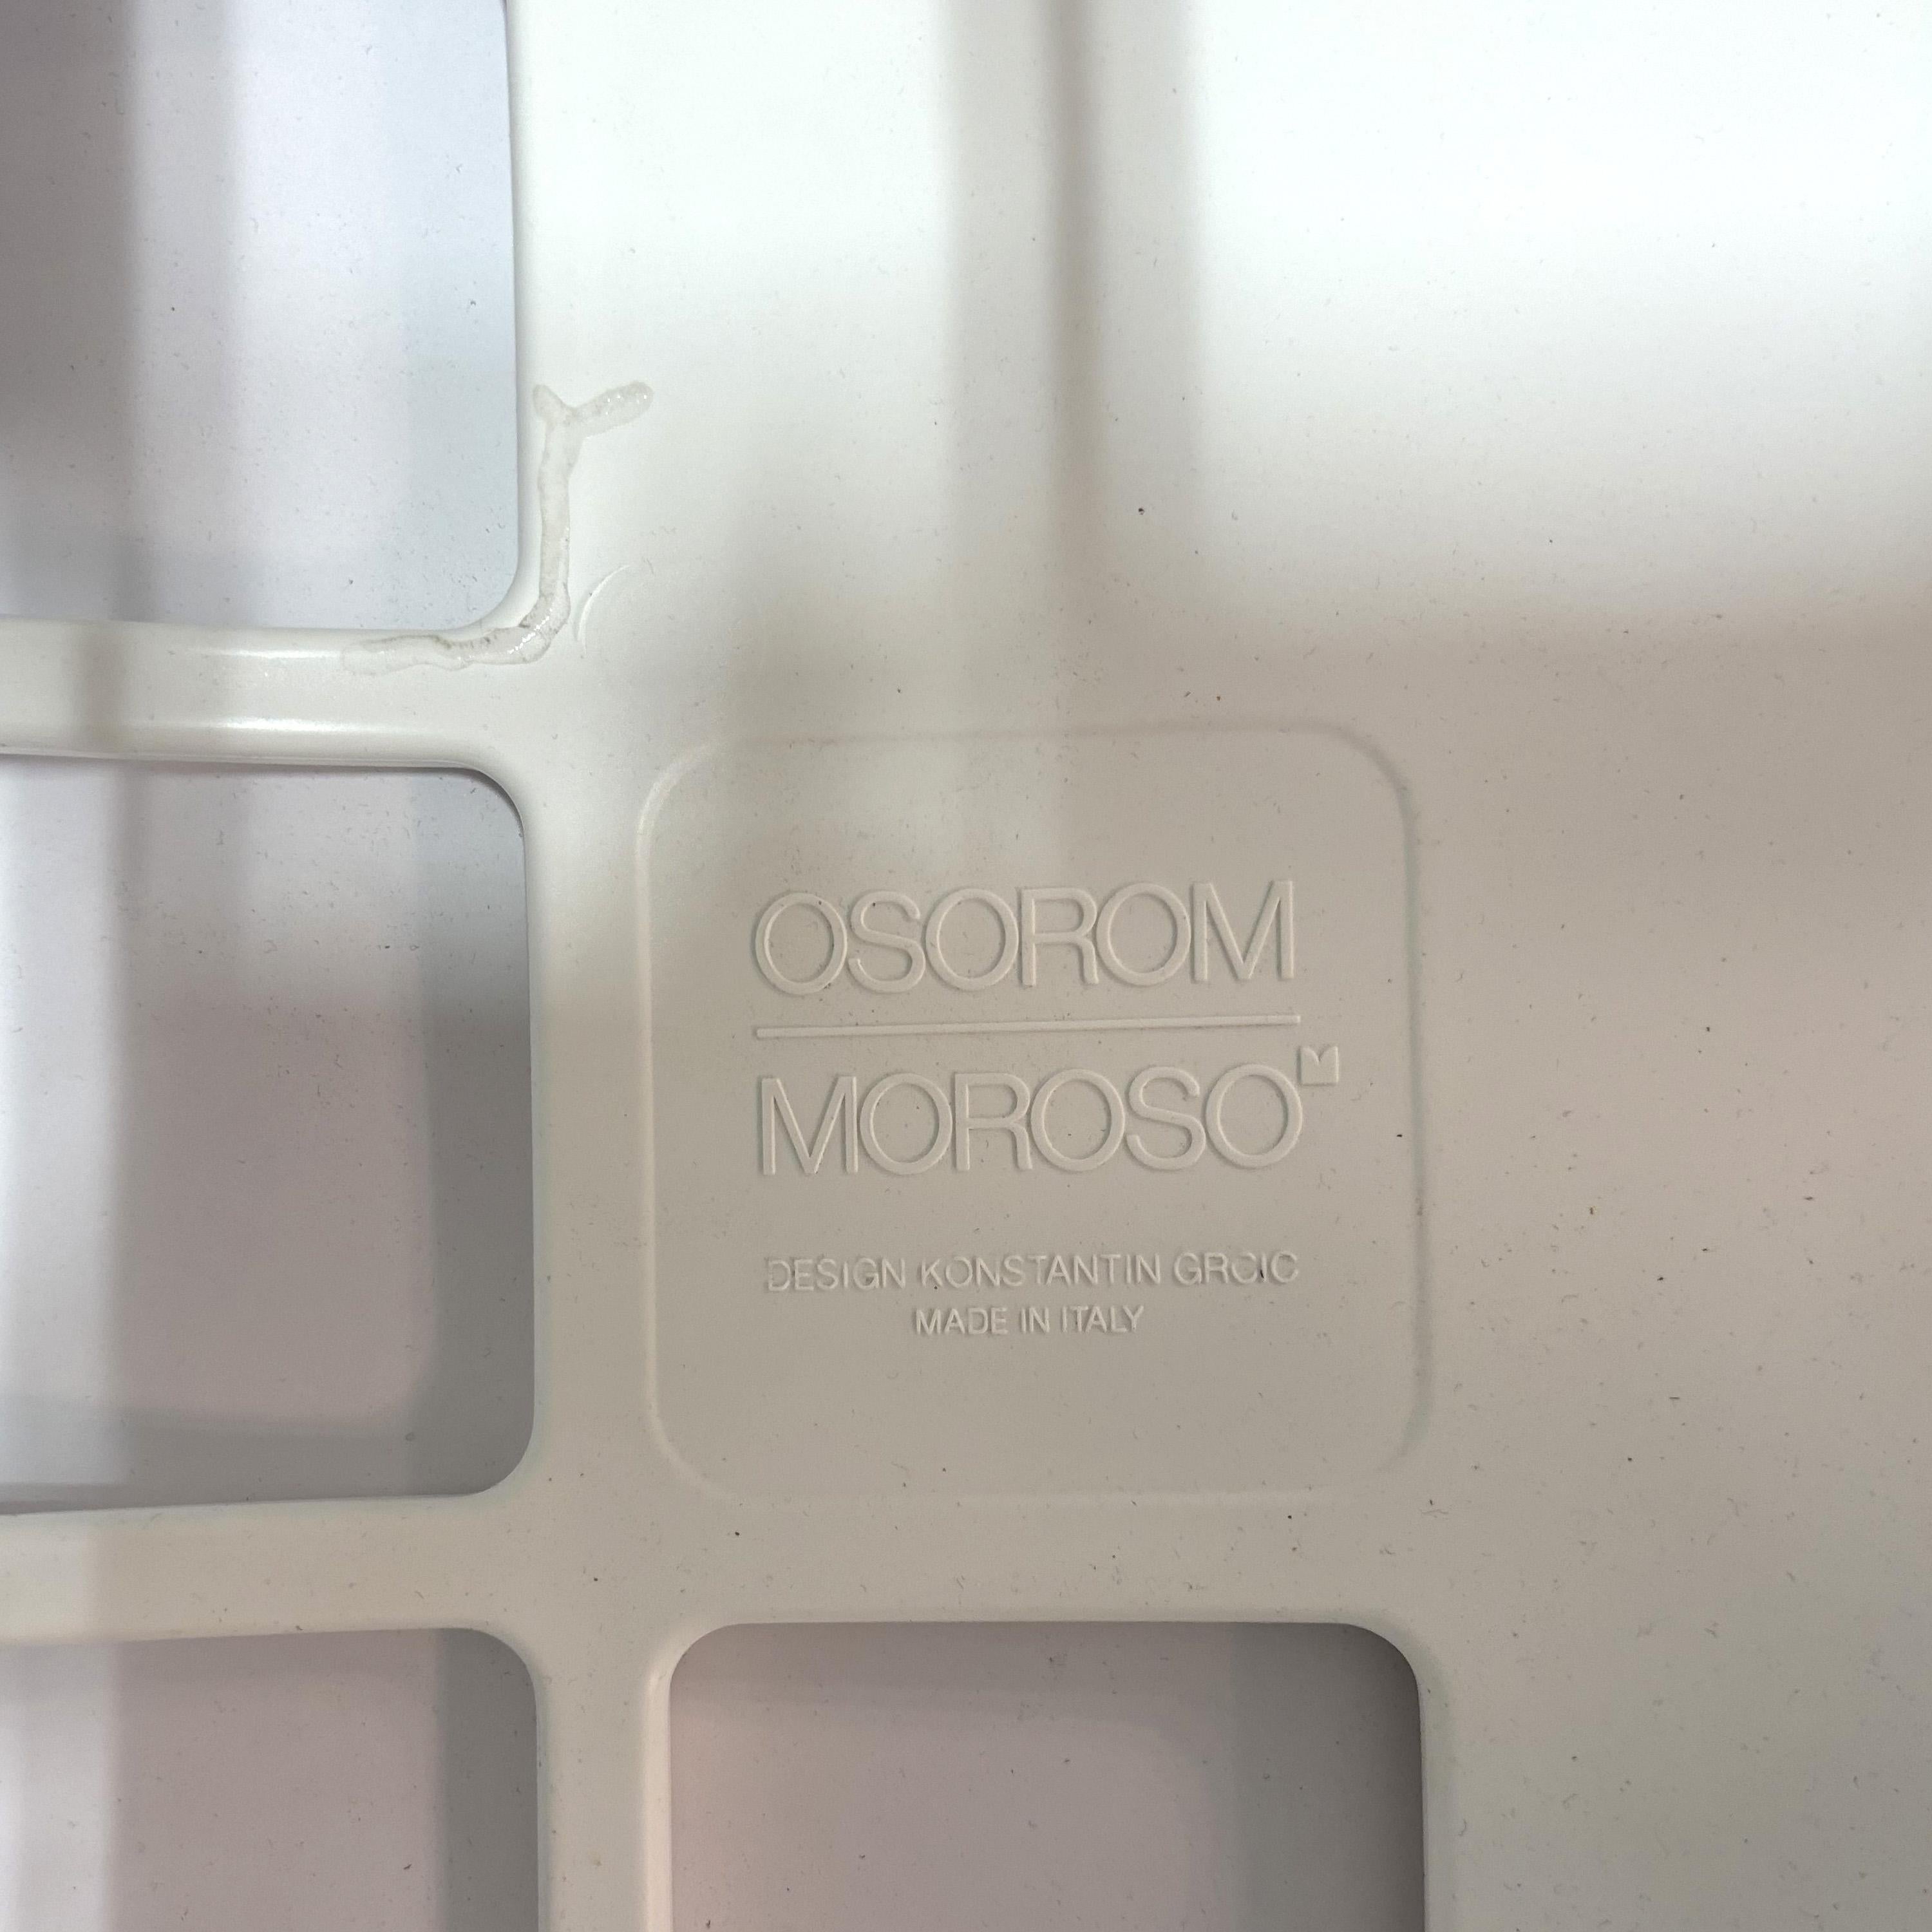 OSOROM
MOROSO
DESIGN KONSTANTIN GRCIC
MADE IN ITALY